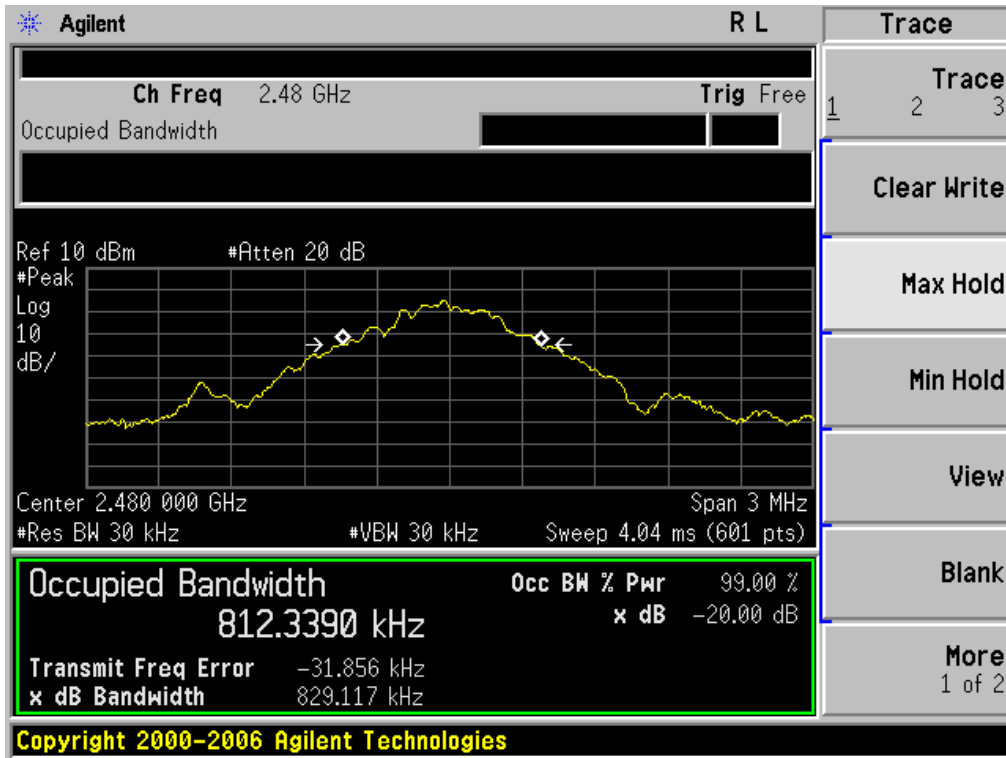 Agilent R L Trace
Ch Freq 2.48 GHz Trig Free
Occupied Bandwidth
Trace
1 2 3
Clear Write
Max Hold
Min Hold
View
Blank
More
1 of 2
Ref 10 dBm #Atten 20 dB
#Peak
Log
10
dB/
Center 2.480 000 GHz Span 3 MHz
#Res BW 30 kHz #VBW 30 kHz Sweep 4.04 ms (601 pts)
Occupied Bandwidth Occ BW % Pwr 99.00 %
812.3390 kHz x dB -20.00 dB
Transmit Freq Error -31.856 kHz
x dB Bandwidth 829.117 kHz
Copyright 2000-2006 Agilent Technologies